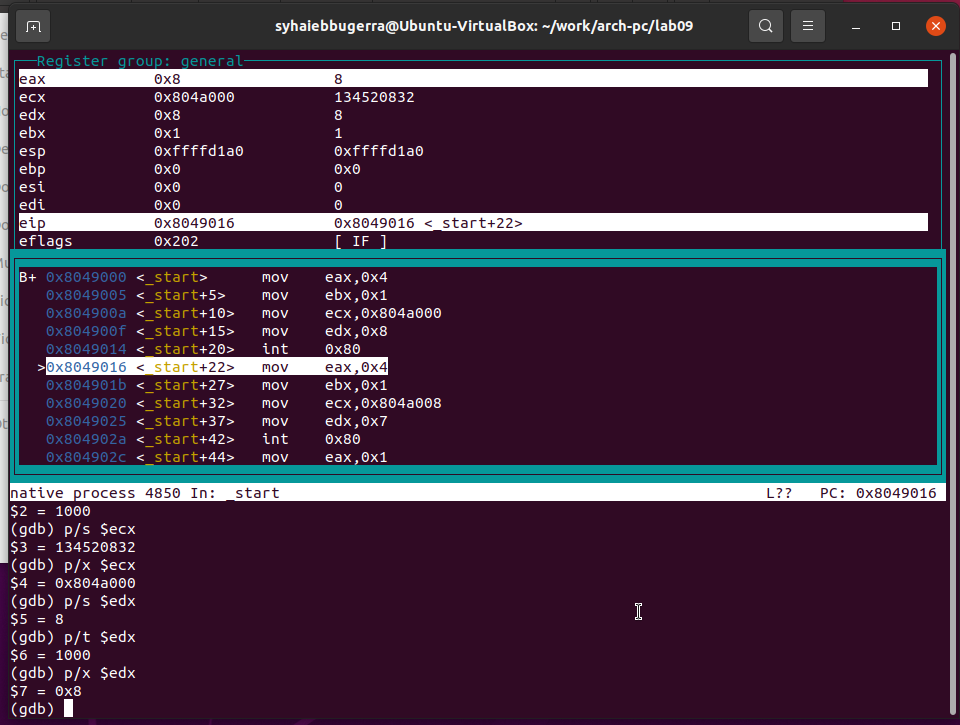 syhaiebbugerra@Ubuntu-VirtualBox: ~/work/arch-pc/lab09
Register group: general
eax 0x8 8
ecx 0x804a000 134520832
edx 0x8 8
ebx 0x1 1
esp 0xffffd1a0 0xffffd1a0
ebp 0x0 0x0
esi 0x0 0
edi 0x0 0
eip 0x8049016 0x8049016 <_start+22>
eflags 0x202 [ IF ]
B+ 0x8049000 <_start> mov eax,0x4
0x8049005 <_start+5> mov ebx,0x1
0x804900a <_start+10> mov ecx,0x804a000
0x804900f <_start+15> mov edx,0x8
0x8049014 <_start+20> int 0x80
>0x8049016 <_start+22> mov eax,0x4
0x804901b <_start+27> mov ebx,0x1
0x8049020 <_start+32> mov ecx,0x804a008
0x8049025 <_start+37> mov edx,0x7
0x804902a <_start+42> int 0x80
0x804902c <_start+44> mov eax,0x1
native process 4850 In: _start L?? PC: 0x8049016
$2 = 1000
(gdb) p/s $ecx
$3 = 134520832
(gdb) p/x $ecx
$4 = 0x804a000
(gdb) p/s $edx
$5 = 8
(gdb) p/t $edx
$6 = 1000
(gdb) p/x $edx
$7 = 0x8
(gdb)